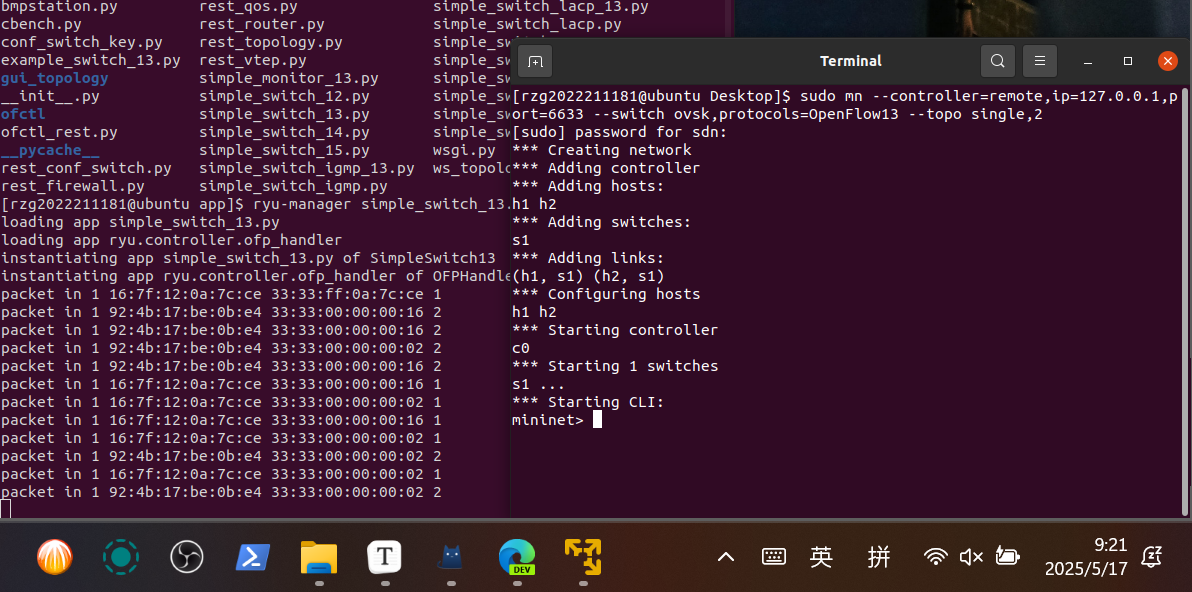 bmpstation.py rest_qos.py simple_switch_lacp_13.py
cbench.py rest_router.py simple_switch_lacp.py
conf_switch_key.py rest_topology.py
example_switch_13.py rest_vtep.py
gui_topology simple_monitor_13.py
__init__.py simple_switch_12.py
ofctl simple_switch_13.py
ofctl_rest.py simple_switch_14.py
__pycache__ simple_switch_15.py wsgi.py
rest_conf_switch.py simple_switch_igmp_13.py ws_topolo
rest_firewall.py simple_switch_igmp.py
[rzg2022211181@ubuntu app]$ ryu-manager simple_switch_13.
loading app simple_switch_13.py
loading app ryu.controller.ofp_handler
instantiating app simple_switch_13.py of SimpleSwitch13
instantiating app ryu.controller.ofp_handler of OFPHandle
packet in 1 16:7f:12:0a:7c:ce 33:33:ff:0a:7c:ce 1
packet in 1 92:4b:17:be:0b:e4 33:33:00:00:00:16 2
packet in 1 92:4b:17:be:0b:e4 33:33:00:00:00:16 2
packet in 1 92:4b:17:be:0b:e4 33:33:00:00:00:02 2
packet in 1 92:4b:17:be:0b:e4 33:33:00:00:00:16 2
packet in 1 16:7f:12:0a:7c:ce 33:33:00:00:00:16 1
packet in 1 16:7f:12:0a:7c:ce 33:33:00:00:00:02 1
packet in 1 16:7f:12:0a:7c:ce 33:33:00:00:00:16 1
packet in 1 16:7f:12:0a:7c:ce 33:33:00:00:00:02 1
packet in 1 92:4b:17:be:0b:e4 33:33:00:00:00:02 2
packet in 1 16:7f:12:0a:7c:ce 33:33:00:00:00:02 1
packet in 1 92:4b:17:be:0b:e4 33:33:00:00:00:02 2
Terminal
[rzg2022211181@ubuntu Desktop]$ sudo mn --controller=remote,ip=127.0.0.1,p
ort=6633 --switch ovsk,protocols=OpenFlow13 --topo single,2
[sudo] password for sdn:
*** Creating network
*** Adding controller
*** Adding hosts:
h1 h2
*** Adding switches:
s1
*** Adding links:
(h1, s1) (h2, s1)
*** Configuring hosts
h1 h2
*** Starting controller
c0
*** Starting 1 switches
s1 ...
*** Starting CLI:
mininet>
T
DEV
英
拼
9:21
2025/5/17